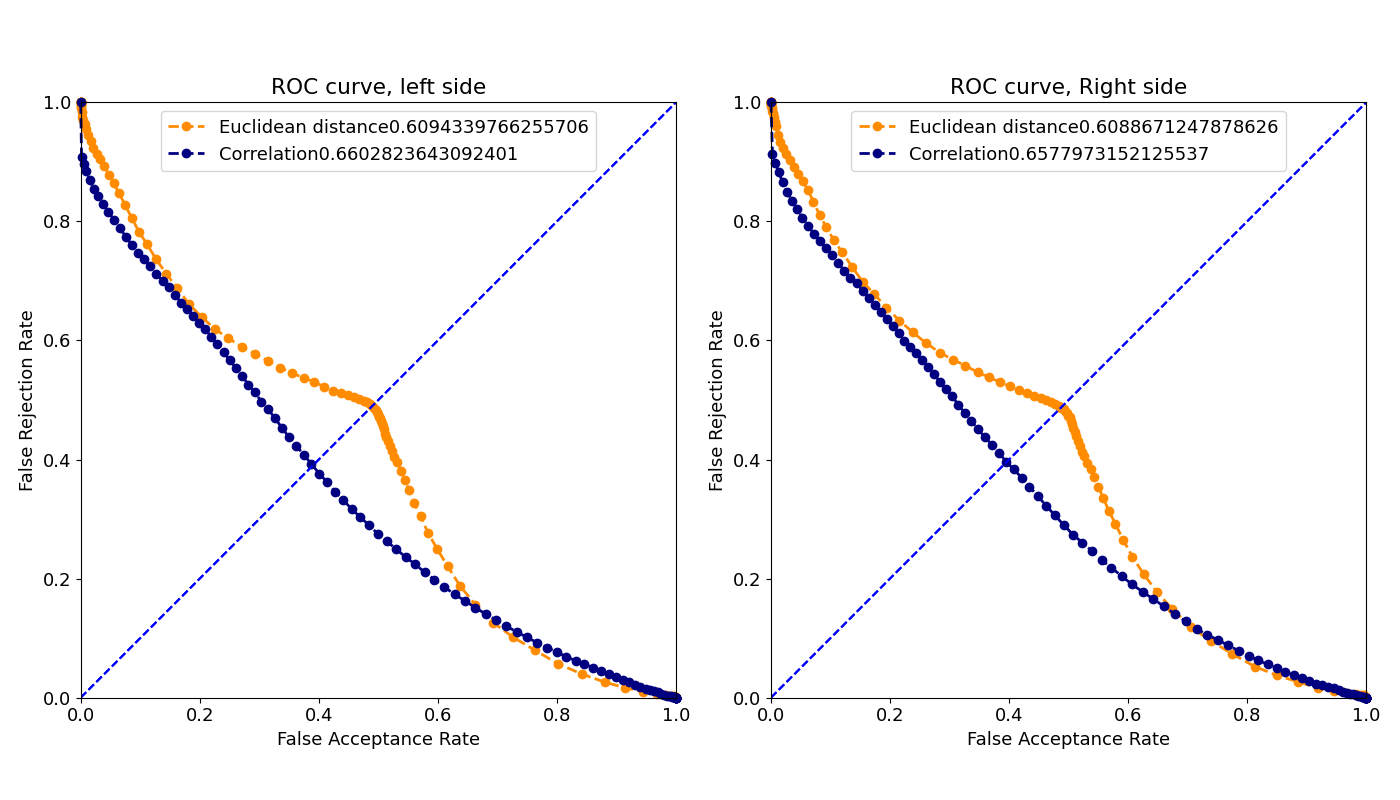 ROC curve, left side
Euclidean distance0.6094339766255706
Correlation0.6602823643092401
1.0
0.8
0.6
0.4
0.2
0.0
False Rejection Rate
0.0 0.2 0.4 0.6 0.8 1.0
False Acceptance Rate
ROC curve, Right side
Euclidean distance0.6088671247878626
Correlation0.6577973152125537
1.0
0.8
0.6
0.4
0.2
0.0
False Rejection Rate
0.0 0.2 0.4 0.6 0.8 1.0
False Acceptance Rate